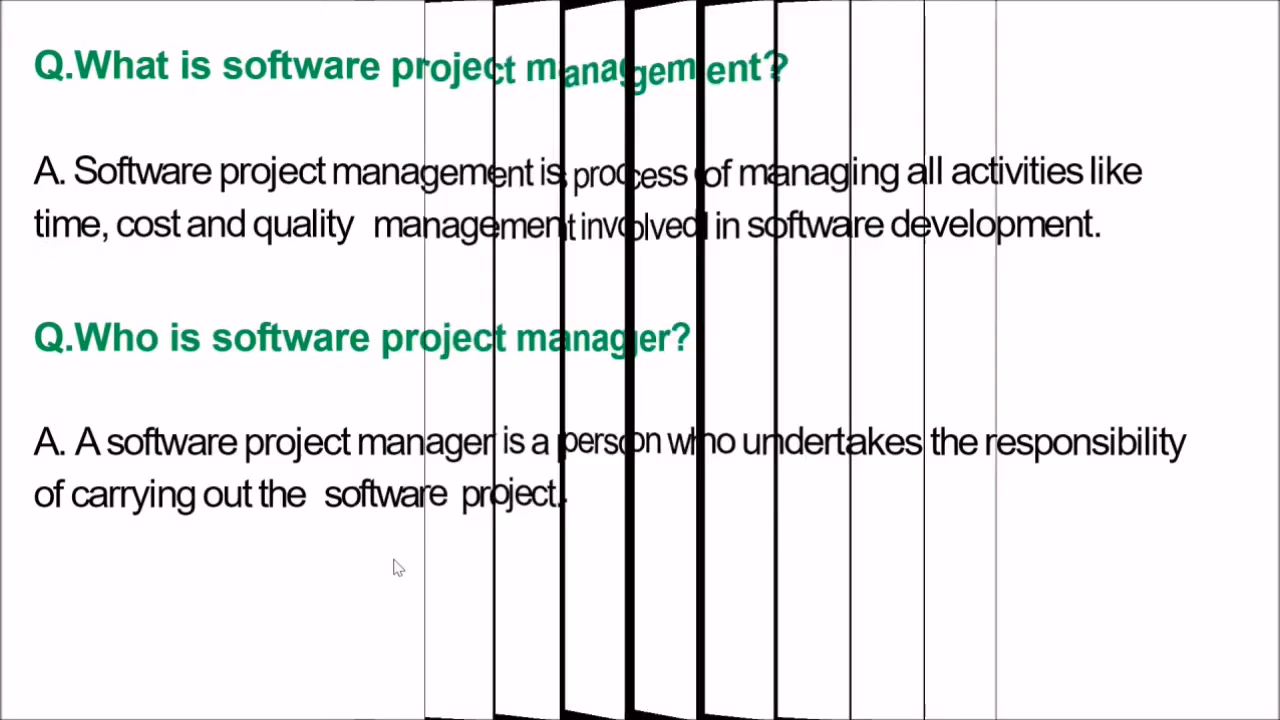 Q.What is software project management?
A. Software project management is process of managing all activities like
time, cost and quality management involved in software development.
Q.Who is software project manager?
A. A software project manager is a person who undertakes the responsibility
of carrying out the software project.